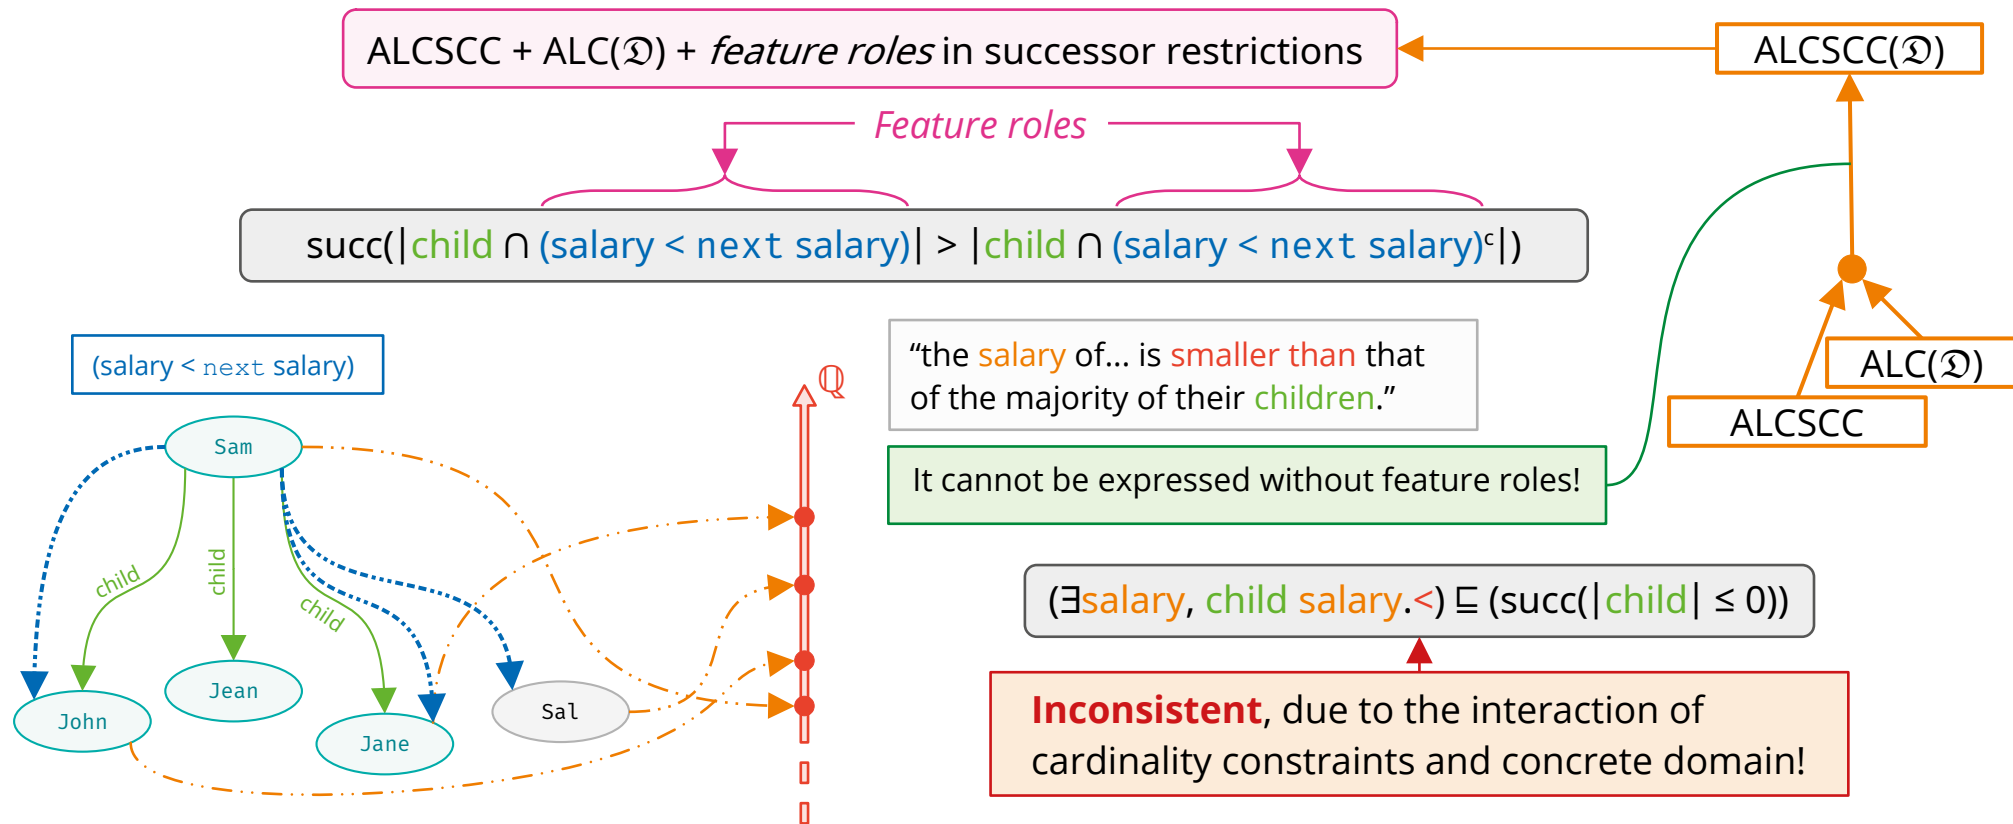 ALCSCC + ALC(𝔇) + feature roles in successor restrictions
ALCSCC(𝔇)
Feature roles
succ(|child ∩ (salary < next salary)| > |child ∩ (salary < next salary)ᶜ|)
(salary < next salary)
“the salary of... is smaller than that
of the majority of their children.”
ℚ
ALC(𝔇)
ALCSCC
Sam
It cannot be expressed without feature roles!
child
child
child
(∃salary, child salary.<) ⊑ (succ(|child| ≤ 0))
Jean
John
Jane
Sal
Inconsistent, due to the interaction of
cardinality constraints and concrete domain!